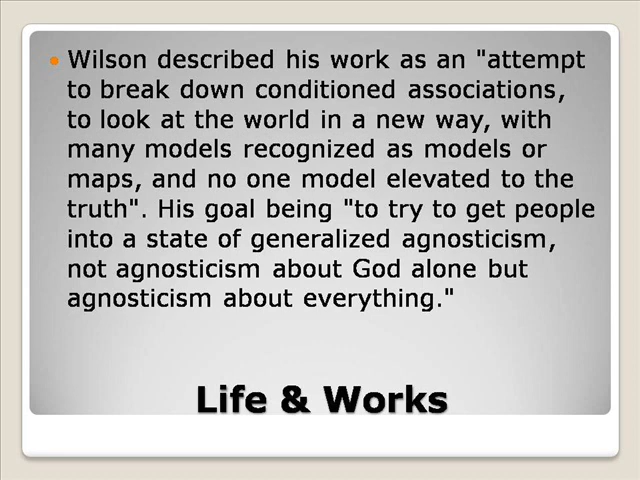 Wilson described his work as an "attempt
to break down conditioned associations,
to look at the world in a new way, with
many models recognized as models or
maps, and no one model elevated to the
truth". His goal being "to try to get people
into a state of generalized agnosticism,
not agnosticism about God alone but
agnosticism about everything."
Life & Works